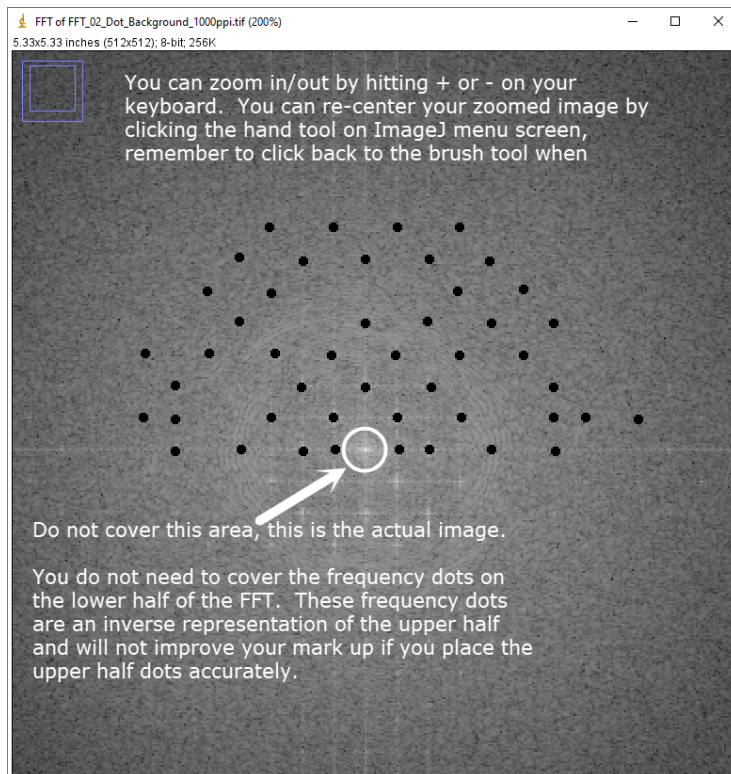 FFT of FFT_02_Dot_Background_1000ppi.tif (200%)
5.33x5.33 inches (512x512); 8-bit; 256K
You can zoom in/out by hitting + or - on your
keyboard.  You can re-center your zoomed image by
clicking the hand tool on ImageJ menu screen,
remember to click back to the brush tool when
Do not cover this area, this is the actual image.
You do not need to cover the frequency dots on
the lower half of the FFT.  These frequency dots
are an inverse representation of the upper half
and will not improve your mark up if you place the
upper half dots accurately.